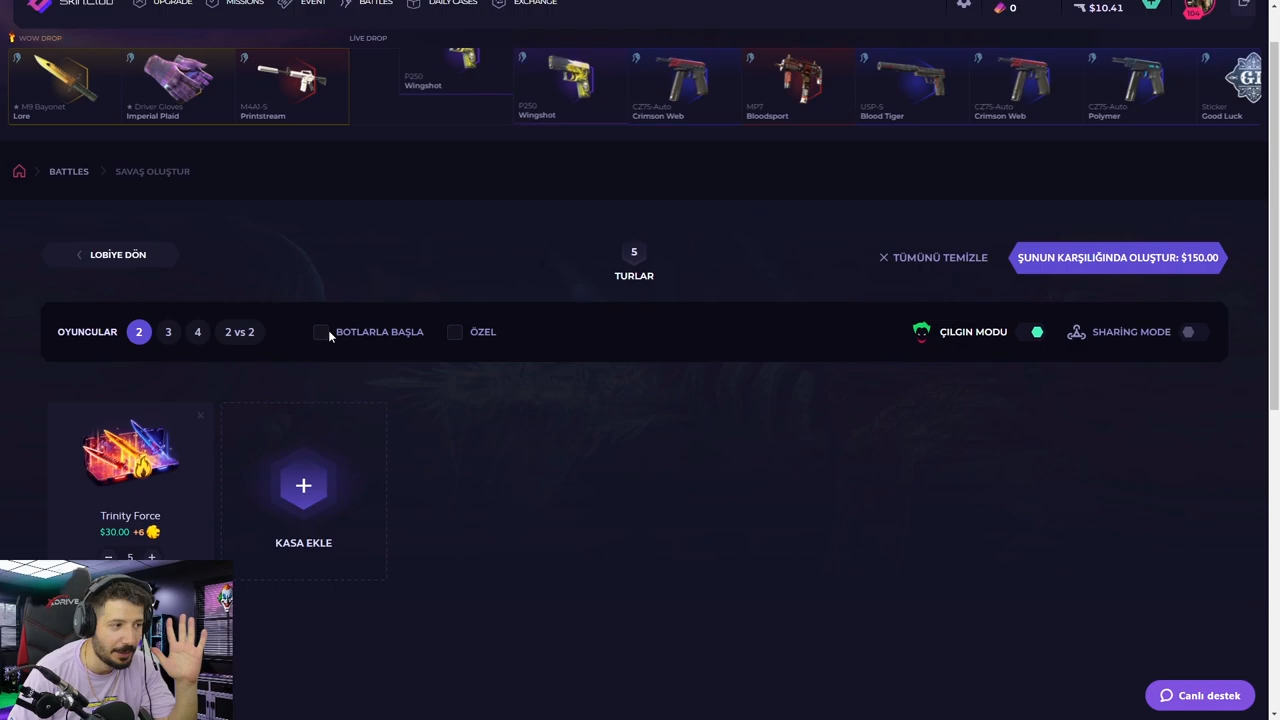 SKINCLUB UPGRADE MISSIONS EVENT BATTLES DAILY CASES EXCHANGE 0 $10.41 104
WOW DROP LIVE DROP
★ M9 Bayonet
Lore
★ Driver Gloves
Imperial Plaid
M4A1-S
Printstream
P250
Wingshot
P250
Wingshot
CZ75-Auto
Crimson Web
MP7
Bloodsport
USP-S
Blood Tiger
CZ75-Auto
Crimson Web
CZ75-Auto
Polymer
Sticker
Good Luck
BATTLES SAVAŞ OLUŞTUR
LOBİYE DÖN
5
TURLAR
TÜMÜNÜ TEMİZLE
ŞUNUN KARŞILIĞINDA OLUŞTUR: $150.00
OYUNCULAR 2 3 4 2 vs 2 BOTLARLA BAŞLA ÖZEL ÇILGIN MODU SHARING MODE
Trinity Force
$30.00 +6
− 5 +
+
KASA EKLE
XDRIVE
Canlı destek